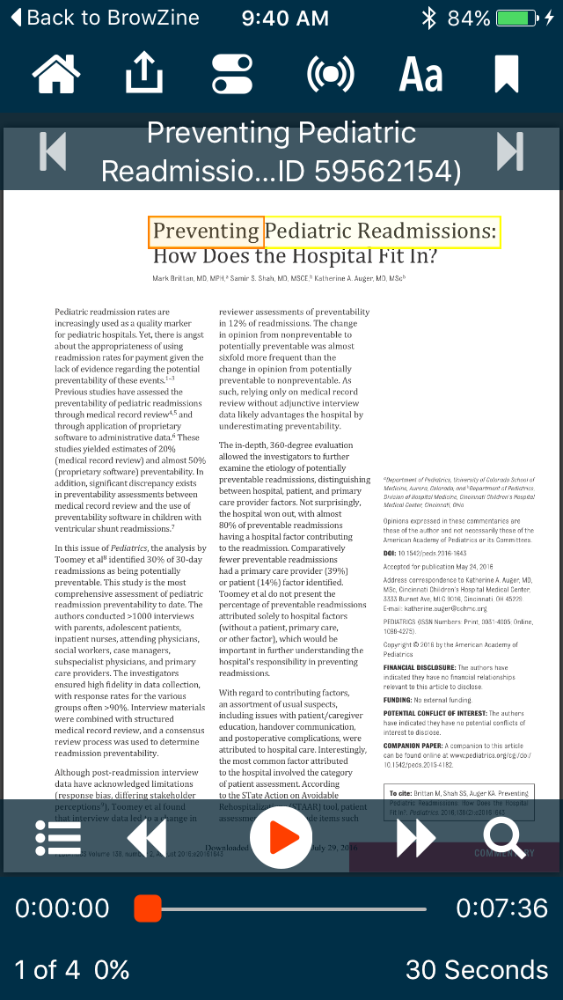 Back to BrowZine 9:40 AM 84%
Aa
Preventing Pediatric
Readmissio...ID 59562154)
Preventing Pediatric Readmissions:
How Does the Hospital Fit In?
Mark Brittan, MD, MPH,ᵃ Samir S. Shah, MD, MSCE,ᵇ Katherine A. Auger, MD, MScᵇ
Pediatric readmission rates are
increasingly used as a quality marker
for pediatric hospitals. Yet, there is angst
about the appropriateness of using
readmission rates for payment given the
lack of evidence regarding the potential
preventability of these events.¹⁻³
Previous studies have assessed the
preventability of pediatric readmissions
through medical record review⁴,⁵ and
through application of proprietary
software to administrative data.⁶ These
studies yielded estimates of 20%
(medical record review) and almost 50%
(proprietary software) preventability. In
addition, significant discrepancy exists
in preventability assessments between
medical record review and the use of
preventability software in children with
ventricular shunt readmissions.⁷
In this issue of Pediatrics, the analysis by
Toomey et al⁸ identified 30% of 30-day
readmissions as being potentially
preventable. This study is the most
comprehensive assessment of pediatric
readmission preventability to date. The
authors conducted >1000 interviews
with parents, adolescent patients,
inpatient nurses, attending physicians,
social workers, case managers,
subspecialist physicians, and primary
care providers. The investigators
ensured high fidelity in data collection,
with response rates for the various
groups often >90%. Interview materials
were combined with structured
medical record review, and a consensus
review process was used to determine
readmission preventability.
Although post-readmission interview
data have acknowledged limitations
(response bias, differing stakeholder
perceptions⁹), Toomey et al found
that interview data led to a change in
reviewer assessments of preventability
in 12% of readmissions. The change
in opinion from nonpreventable to
potentially preventable was almost
sixfold more frequent than the
change in opinion from potentially
preventable to nonpreventable. As
such, relying only on medical record
review without adjunctive interview
data likely advantages the hospital by
underestimating preventability.
The in-depth, 360-degree evaluation
allowed the investigators to further
examine the etiology of potentially
preventable readmissions, distinguishing
between hospital, patient, and primary
care provider factors. Not surprisingly,
the hospital won out, with almost
80% of preventable readmissions
having a hospital factor contributing
to the readmission. Comparatively
fewer preventable readmissions
had a primary care provider (39%)
or patient (14%) factor identified.
Toomey et al do not present the
percentage of preventable readmissions
attributed solely to hospital factors
(without a patient, primary care,
or other factor), which would be
important in further understanding the
hospital's responsibility in preventing
readmissions.
With regard to contributing factors,
an assortment of usual suspects,
including issues with patient/caregiver
education, handover communication,
and postoperative complications, were
attributed to hospital care. Interestingly,
the most common factor attributed
to the hospital involved the category
of patient assessment. According
to the STate Action on Avoidable
Rehospitalizations (STAAR) tool, patient
assessment items such
ᵃDepartment of Pediatrics, University of Colorado School of
Medicine, Aurora, Colorado, and ᵇDepartment of Pediatrics,
Division of Hospital Medicine, Cincinnati Children's Hospital
Medical Center, Cincinnati, Ohio
Opinions expressed in these commentaries are
those of the author and not necessarily those of the
American Academy of Pediatrics or its Committees.
DOI: 10.1542/peds.2016-1643
Accepted for publication May 24, 2016
Address correspondence to Katherine A. Auger, MD,
MSc, Cincinnati Children's Hospital Medical Center,
3333 Burnet Ave, MLC 9016, Cincinnati, OH 45229.
E-mail: katherine.auger@cchmc.org
PEDIATRICS (ISSN Numbers: Print, 0031-4005; Online,
1098-4275).
Copyright © 2016 by the American Academy of
Pediatrics
FINANCIAL DISCLOSURE: The authors have
indicated they have no financial relationships
relevant to this article to disclose.
FUNDING: No external funding.
POTENTIAL CONFLICT OF INTEREST: The authors
have indicated they have no potential conflicts of
interest to disclose.
COMPANION PAPER: A companion to this article
can be found online at www.pediatrics.org/cgi/doi/
10.1542/peds.2015-4182.
To cite: Brittan M, Shah SS, Auger KA. Preventing
Pediatric Readmissions: How Does the Hospital Fit
In?. Pediatrics. 2016;138(2):e20161643
Downloaded July 29, 2016
PEDIATRICS Volume 138, number 2, August 2016:e20161643
COMMENTARY
0:00:00 0:07:36
1 of 4 0% 30 Seconds